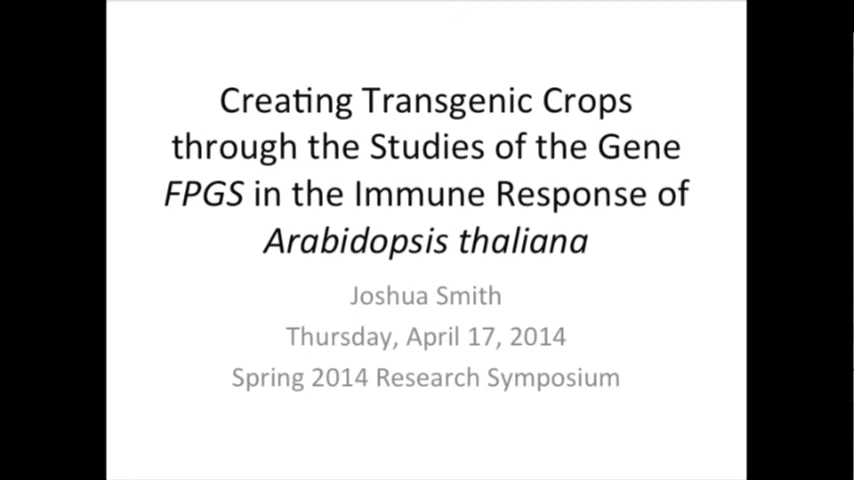 Creating Transgenic Crops
through the Studies of the Gene
FPGS in the Immune Response of
Arabidopsis thaliana
Joshua Smith
Thursday, April 17, 2014
Spring 2014 Research Symposium